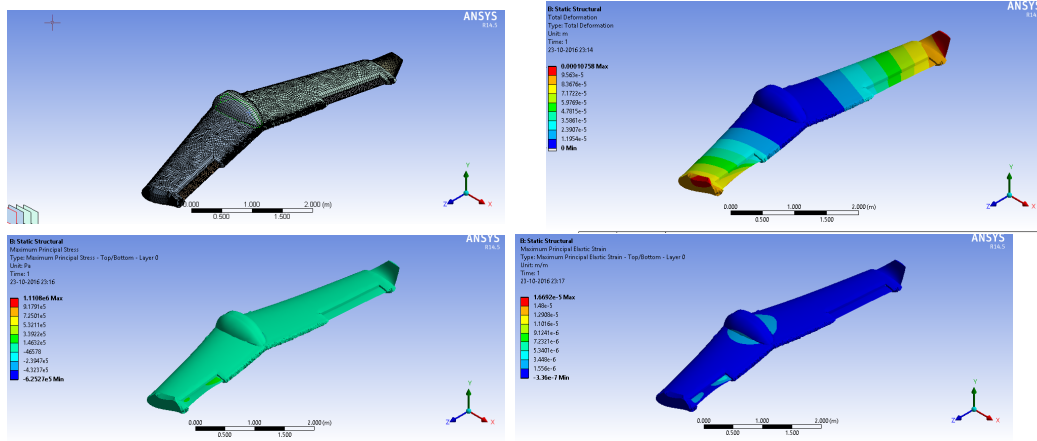 ANSYS
R14.5
0.000
1.000
2.000 (m)
0.500
1.500
Y
Z
X
B: Static Structural
Total Deformation
Type: Total Deformation
Unit: m
Time: 1
23-10-2016 23:14
0.00010758 Max
9.563e-5
8.3676e-5
7.1722e-5
5.9769e-5
4.7815e-5
3.5861e-5
2.3907e-5
1.1954e-5
0 Min
ANSYS
R14.5
0.000
1.000
2.000 (m)
0.500
1.500
Y
Z
X
B: Static Structural
Maximum Principal Stress
Type: Maximum Principal Stress - Top/Bottom - Layer 0
Unit: Pa
Time: 1
23-10-2016 23:16
1.1108e6 Max
9.1791e5
7.2501e5
5.3211e5
3.3922e5
1.4632e5
-46578
-2.3947e5
-4.3237e5
-6.2527e5 Min
ANSYS
R14.5
0.000
1.000
2.000 (m)
0.500
1.500
Y
Z
X
B: Static Structural
Maximum Principal Elastic Strain
Type: Maximum Principal Elastic Strain - Top/Bottom - Layer 0
Unit: m/m
Time: 1
23-10-2016 23:17
1.6692e-5 Max
1.48e-5
1.2908e-5
1.1016e-5
9.1241e-6
7.2321e-6
5.3401e-6
3.448e-6
1.556e-6
-3.36e-7 Min
ANSYS
R14.5
0.000
1.000
2.000 (m)
0.500
1.500
Y
Z
X